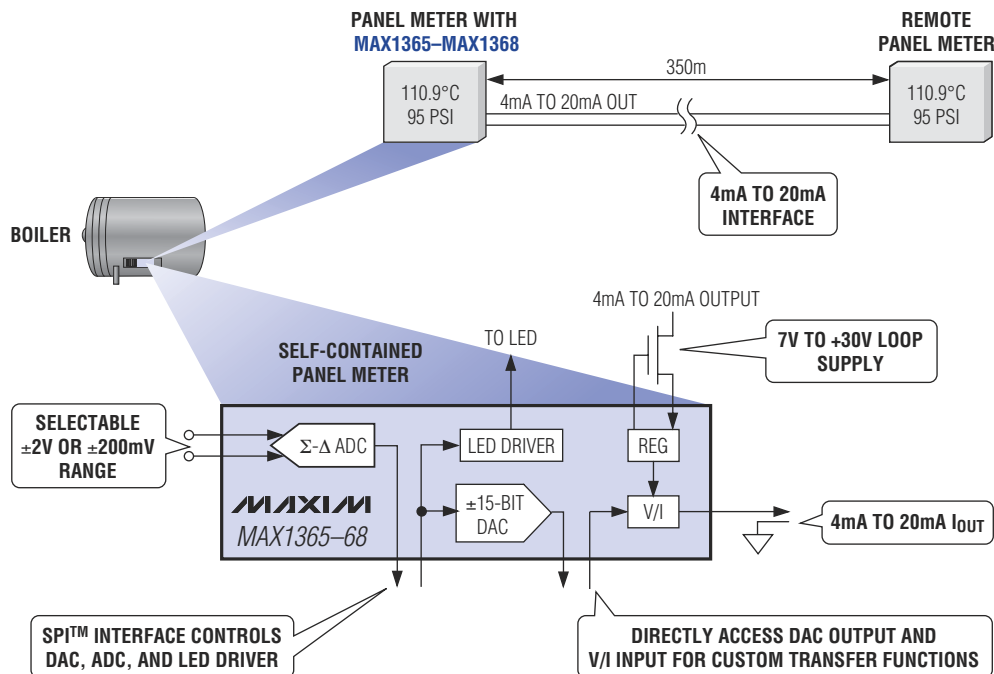 PANEL METER WITH
MAX1365–MAX1368
REMOTE
PANEL METER
110.9°C
95 PSI
350m
4mA TO 20mA OUT
110.9°C
95 PSI
4mA TO 20mA
INTERFACE
BOILER
4mA TO 20mA OUTPUT
7V TO +30V LOOP
SUPPLY
TO LED
SELF-CONTAINED
PANEL METER
SELECTABLE
±2V OR ±200mV
RANGE
Σ-Δ ADC
LED DRIVER
REG
MAXIM
MAX1365–68
±15-BIT
DAC
V/I
4mA TO 20mA IOUT
SPI™ INTERFACE CONTROLS
DAC, ADC, AND LED DRIVER
DIRECTLY ACCESS DAC OUTPUT AND
V/I INPUT FOR CUSTOM TRANSFER FUNCTIONS